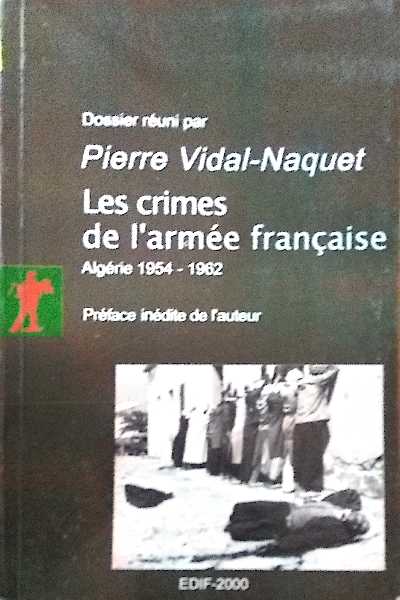 Dossier réuni par
Pierre Vidal-Naquet
Les crimes
de l'armée française
Algérie 1954 - 1962
Préface inédite de l'auteur
EDIF-2000